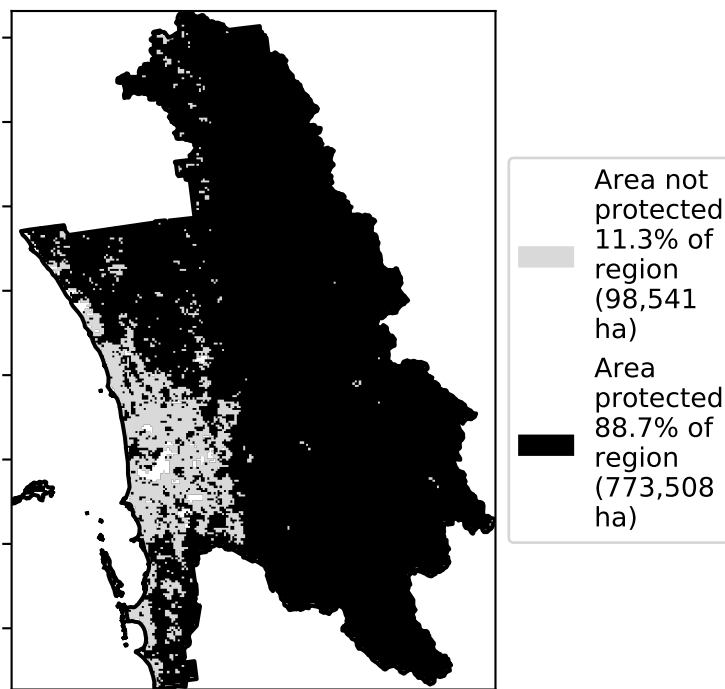 Area not
protected
11.3% of
region
(98,541
ha)
Area
protected
88.7% of
region
(773,508
ha)